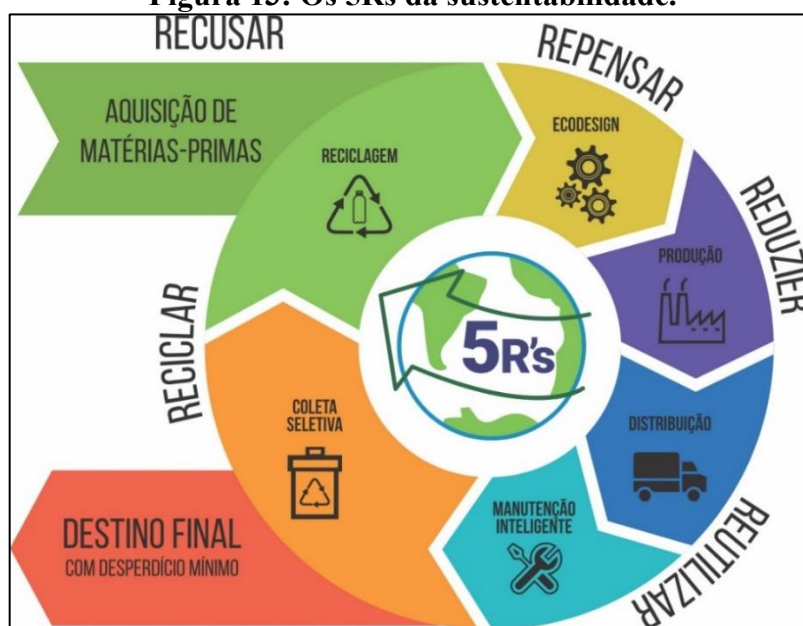 Figura 15: Os 5Rs da sustentabilidade.
RECUSAR
AQUISIÇÃO DE
MATÉRIAS-PRIMAS
RECICLAGEM
REPENSAR
ECODESIGN
REDUZIER
PRODUÇÃO
5R's
DISTRIBUIÇÃO
REUTILIZAR
MANUTENÇÃO
INTELIGENTE
RECICLAR
COLETA
SELETIVA
DESTINO FINAL
COM DESPERDÍCIO MÍNIMO